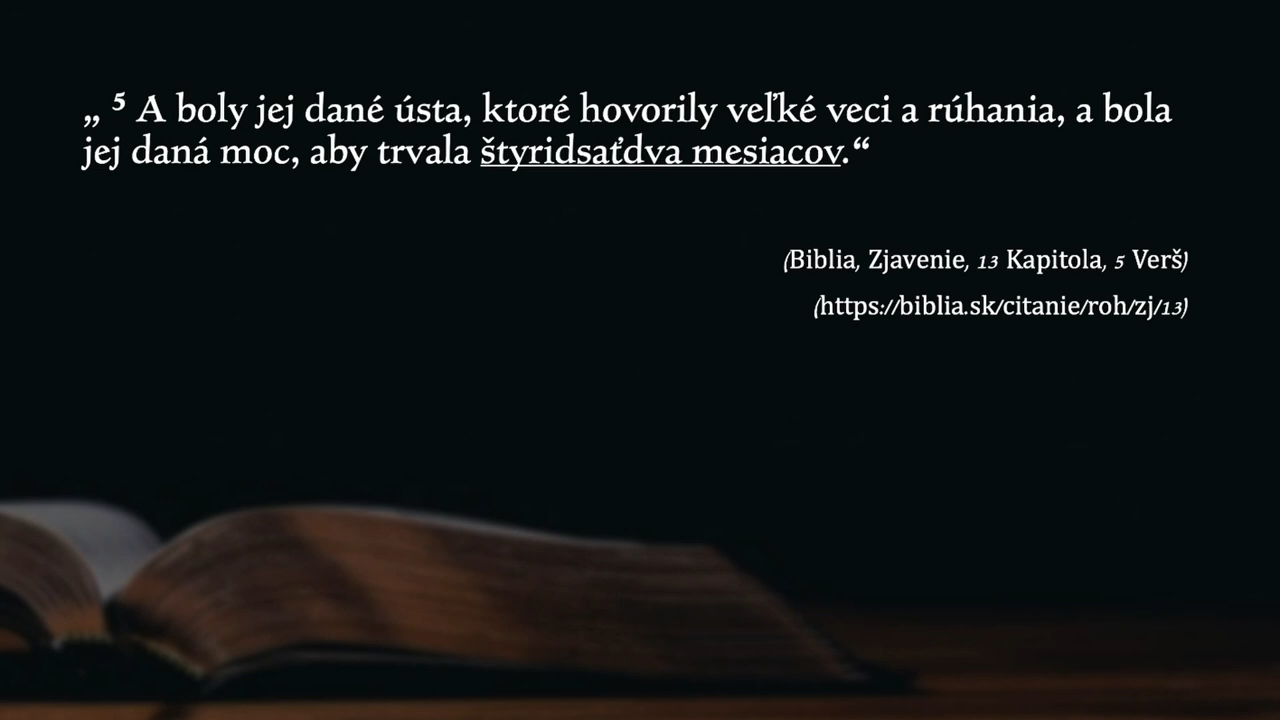 „ ⁵ A boly jej dané ústa, ktoré hovorily veľké veci a rúhania, a bola
jej daná moc, aby trvala štyridsaťdva mesiacov.“
(Biblia, Zjavenie, 13 Kapitola, 5 Verš)
(https://biblia.sk/citanie/roh/zj/13)